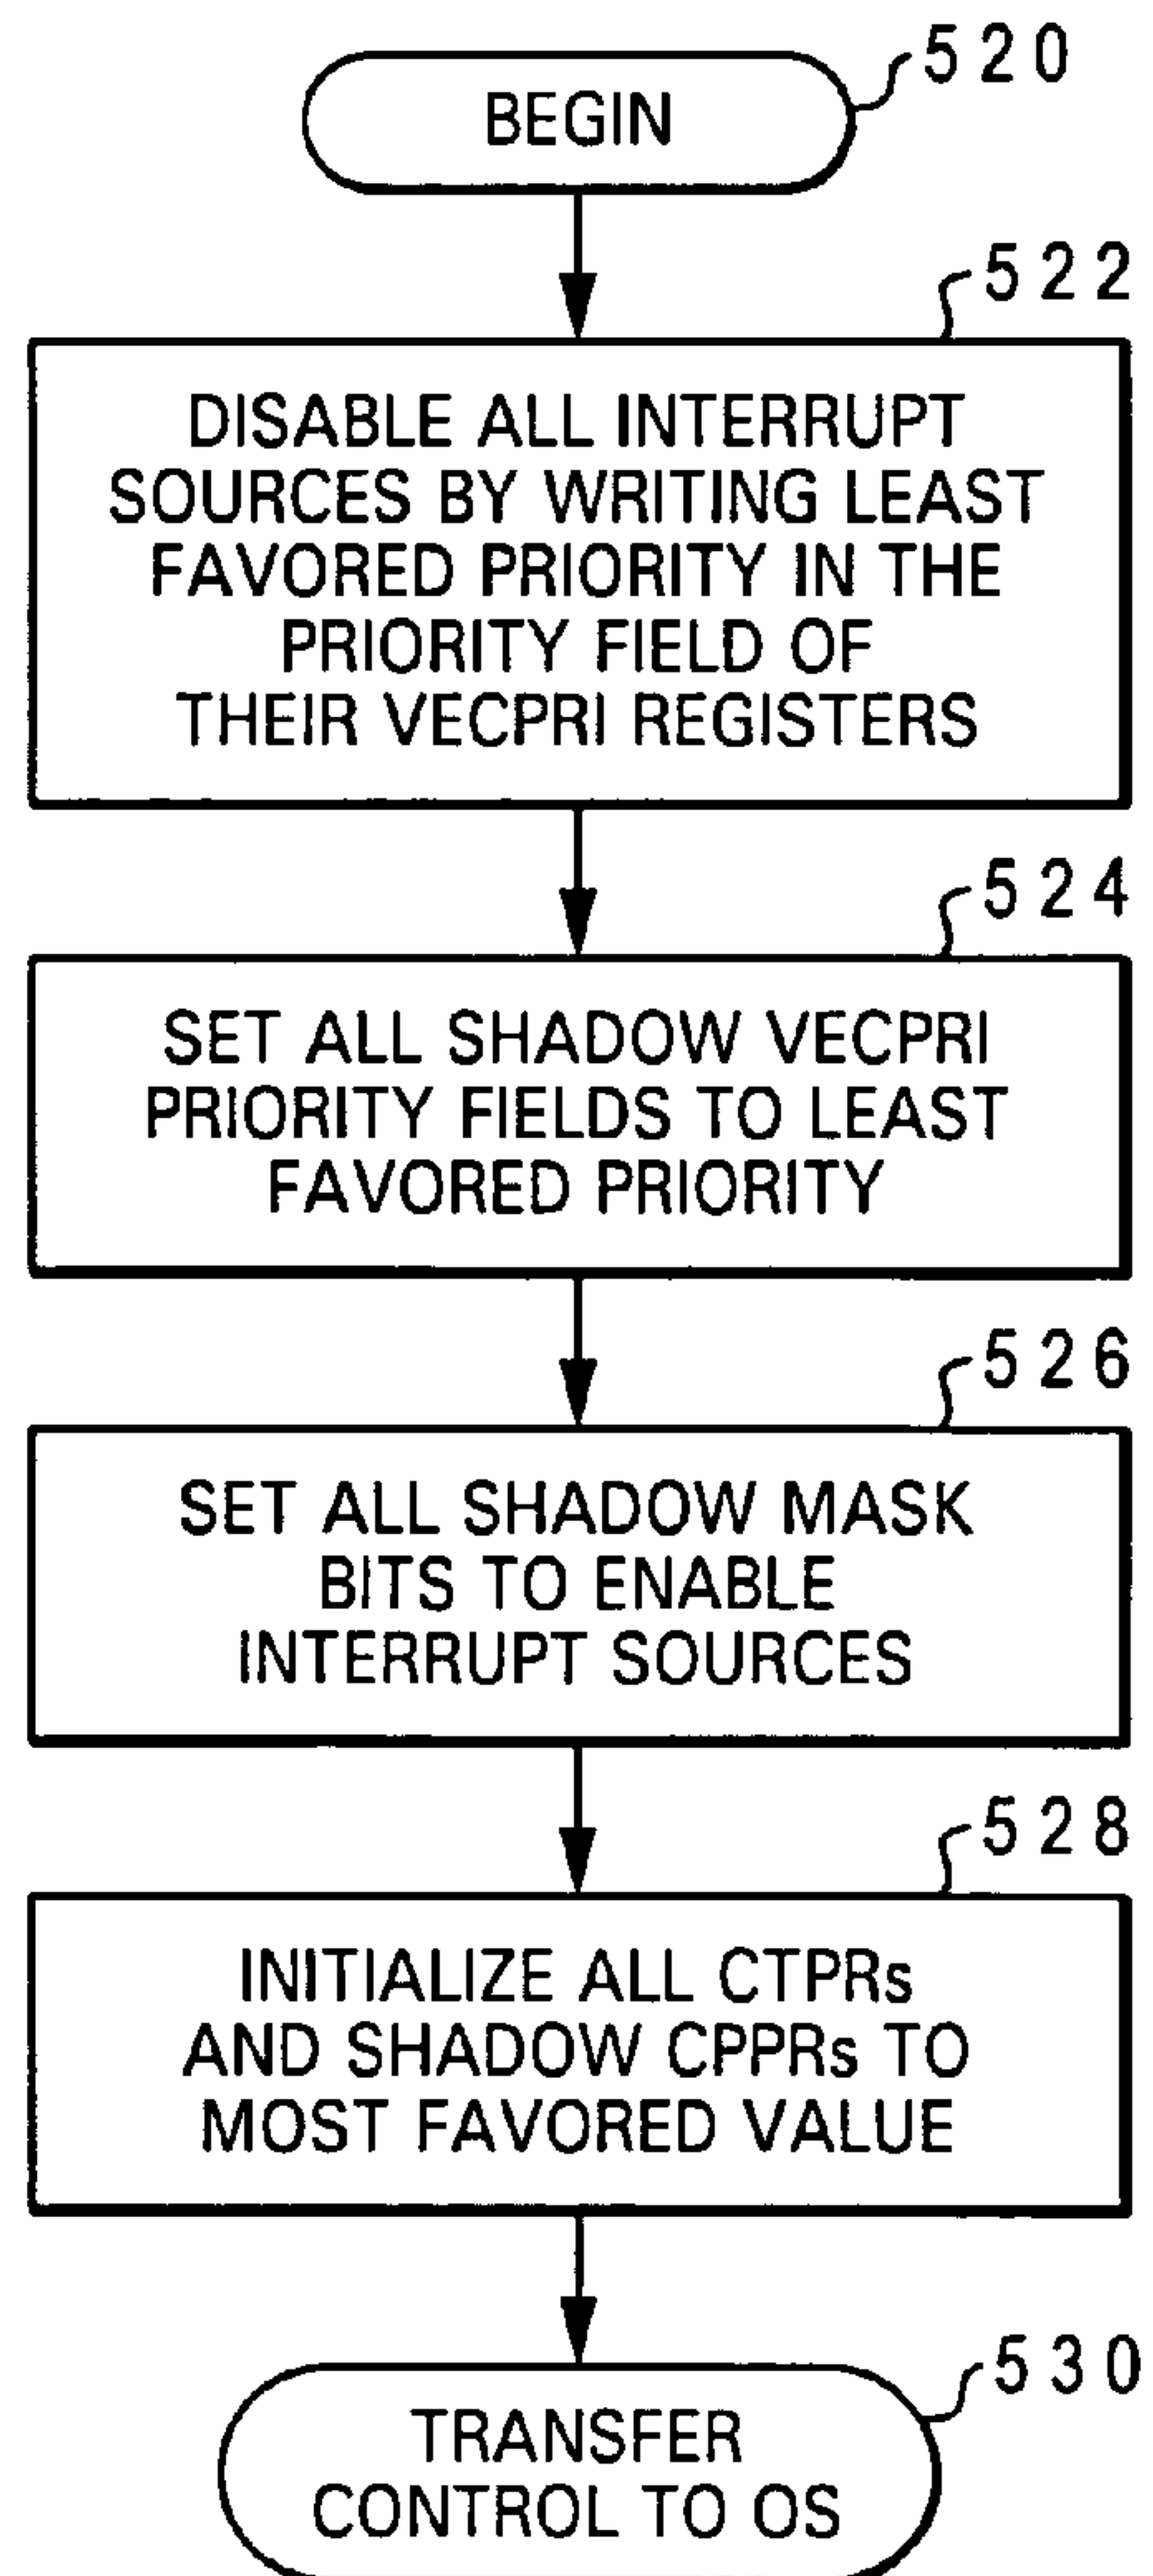 520
BEGIN
522
DISABLE ALL INTERRUPT
SOURCES BY WRITING LEAST
FAVORED PRIORITY IN THE
PRIORITY FIELD OF
THEIR VECPRI REGISTERS
524
SET ALL SHADOW VECPRI
PRIORITY FIELDS TO LEAST
FAVORED PRIORITY
526
SET ALL SHADOW MASK
BITS TO ENABLE
INTERRUPT SOURCES
528
INITIALIZE ALL CTPRs
AND SHADOW CPPRs TO
MOST FAVORED VALUE
530
TRANSFER
CONTROL TO OS